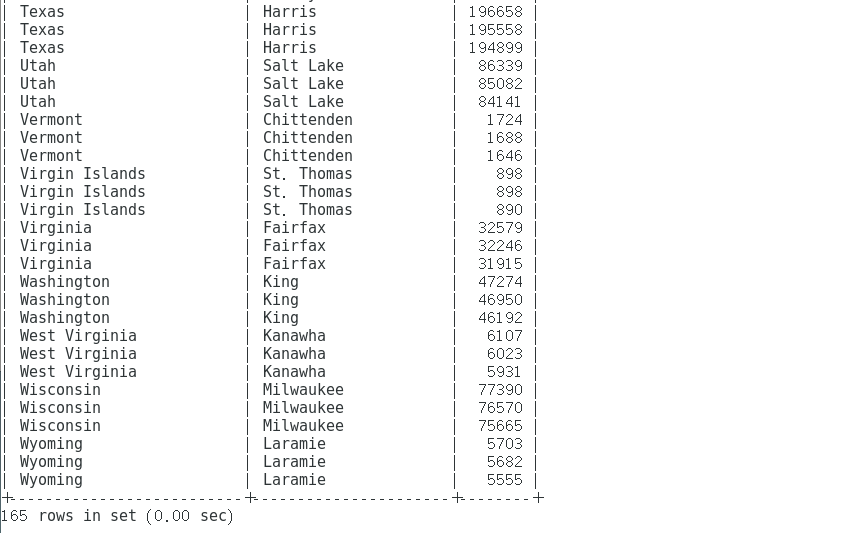 | Texas | Harris | 196658 |
| Texas | Harris | 195558 |
| Texas | Harris | 194899 |
| Utah | Salt Lake | 86339 |
| Utah | Salt Lake | 85082 |
| Utah | Salt Lake | 84141 |
| Vermont | Chittenden | 1724 |
| Vermont | Chittenden | 1688 |
| Vermont | Chittenden | 1646 |
| Virgin Islands | St. Thomas | 898 |
| Virgin Islands | St. Thomas | 898 |
| Virgin Islands | St. Thomas | 890 |
| Virginia | Fairfax | 32579 |
| Virginia | Fairfax | 32246 |
| Virginia | Fairfax | 31915 |
| Washington | King | 47274 |
| Washington | King | 46950 |
| Washington | King | 46192 |
| West Virginia | Kanawha | 6107 |
| West Virginia | Kanawha | 6023 |
| West Virginia | Kanawha | 5931 |
| Wisconsin | Milwaukee | 77390 |
| Wisconsin | Milwaukee | 76570 |
| Wisconsin | Milwaukee | 75665 |
| Wyoming | Laramie | 5703 |
| Wyoming | Laramie | 5682 |
| Wyoming | Laramie | 5555 |
+--------------------------+----------------------+--------+
165 rows in set (0.00 sec)